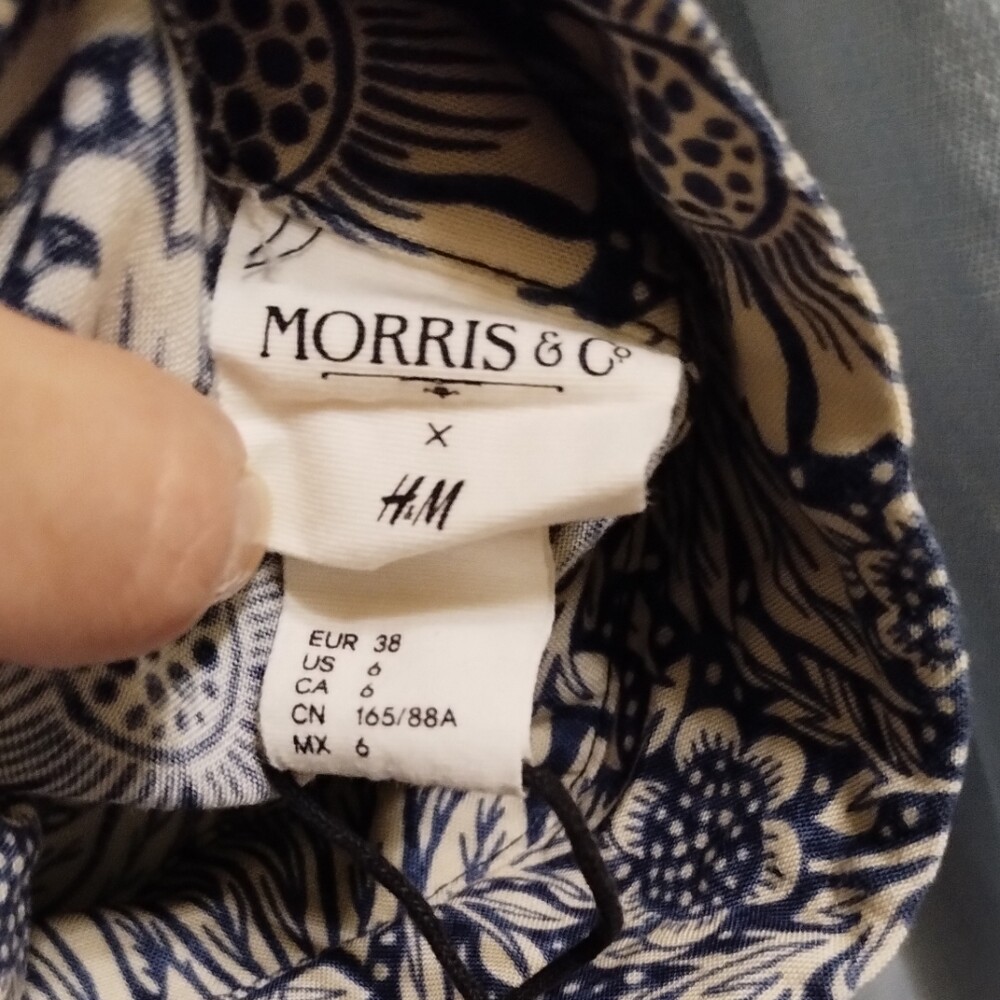 MORRIS & Co
×
H&M
EUR 38
US 6
CA 6
CN 165/88A
MX 6